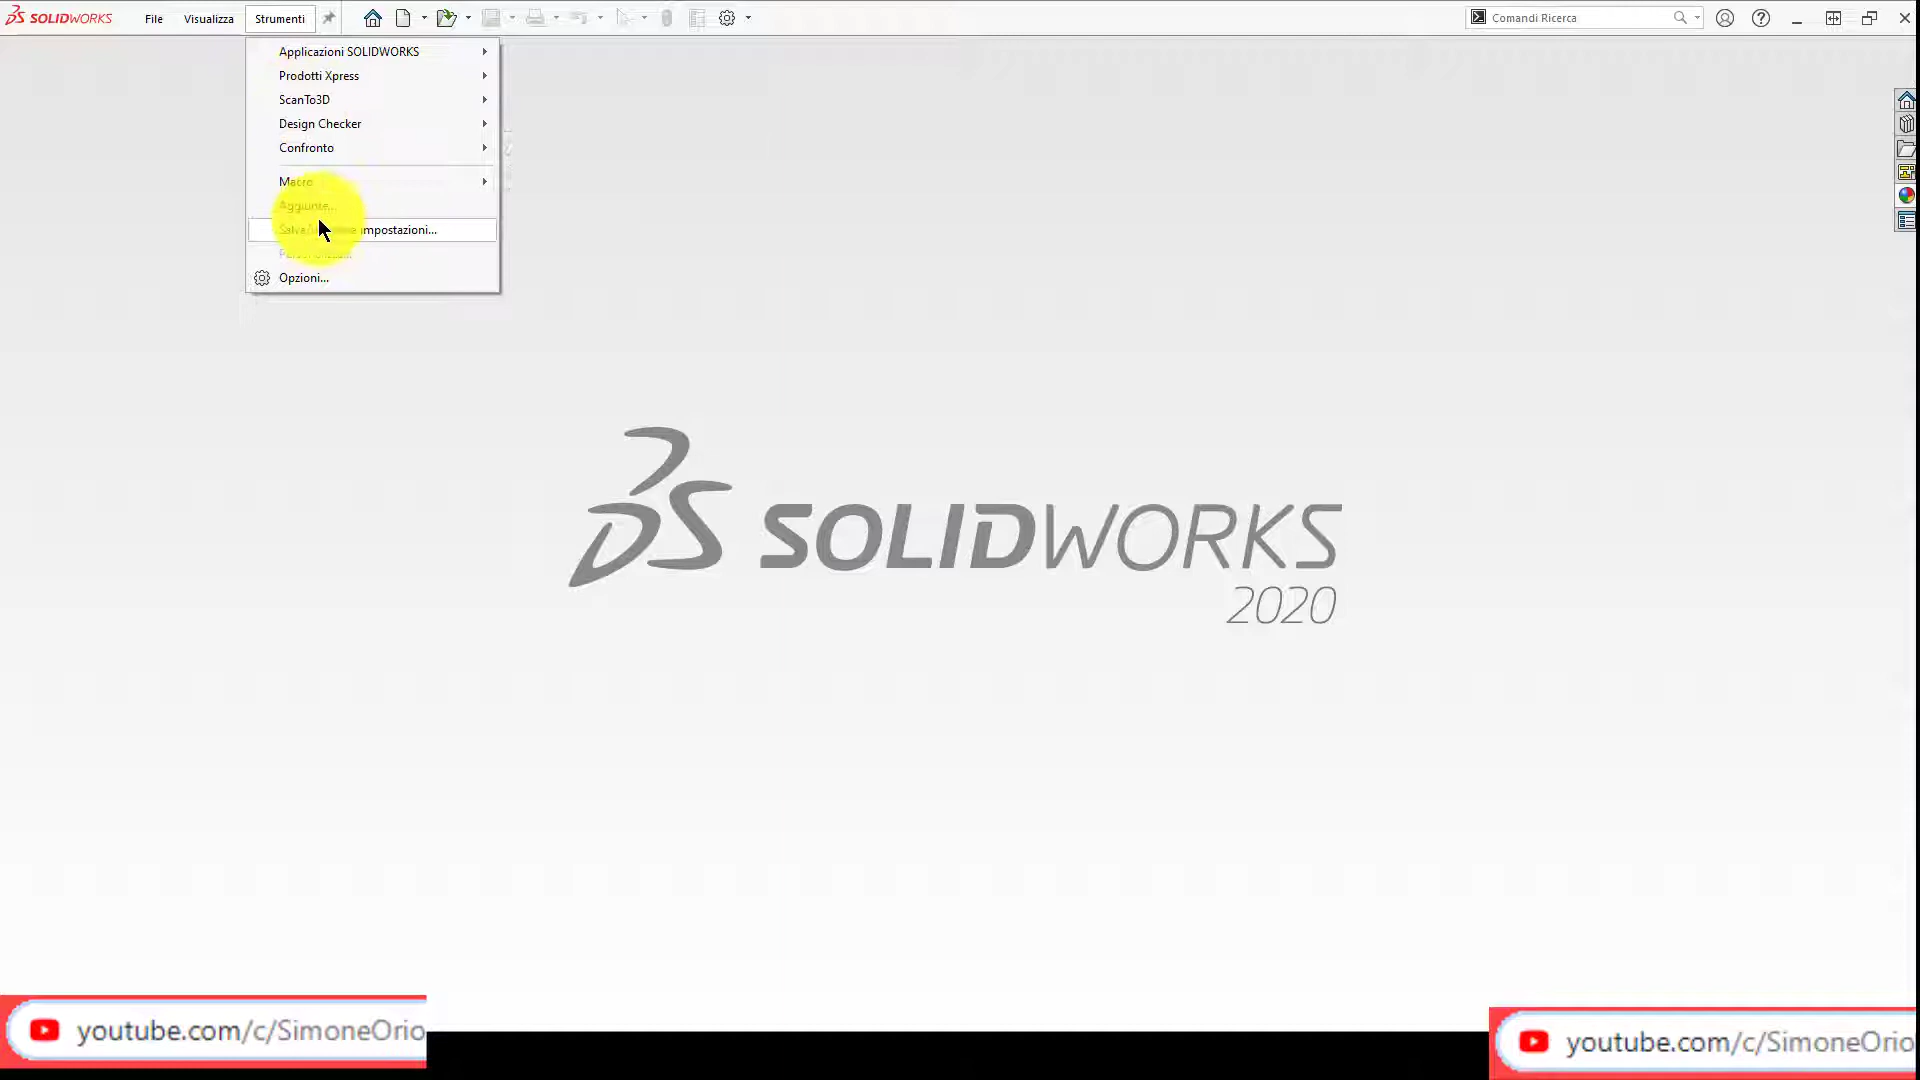 SOLIDWORKS File Visualizza Strumenti Comandi Ricerca
Applicazioni SOLIDWORKS
Prodotti Xpress
ScanTo3D
Design Checker
Confronto
Macro
Aggiunte...
impostazioni...
Opzioni...
SOLIDWORKS
2020
youtube.com/c/SimoneOrio
youtube.com/c/SimoneOrio